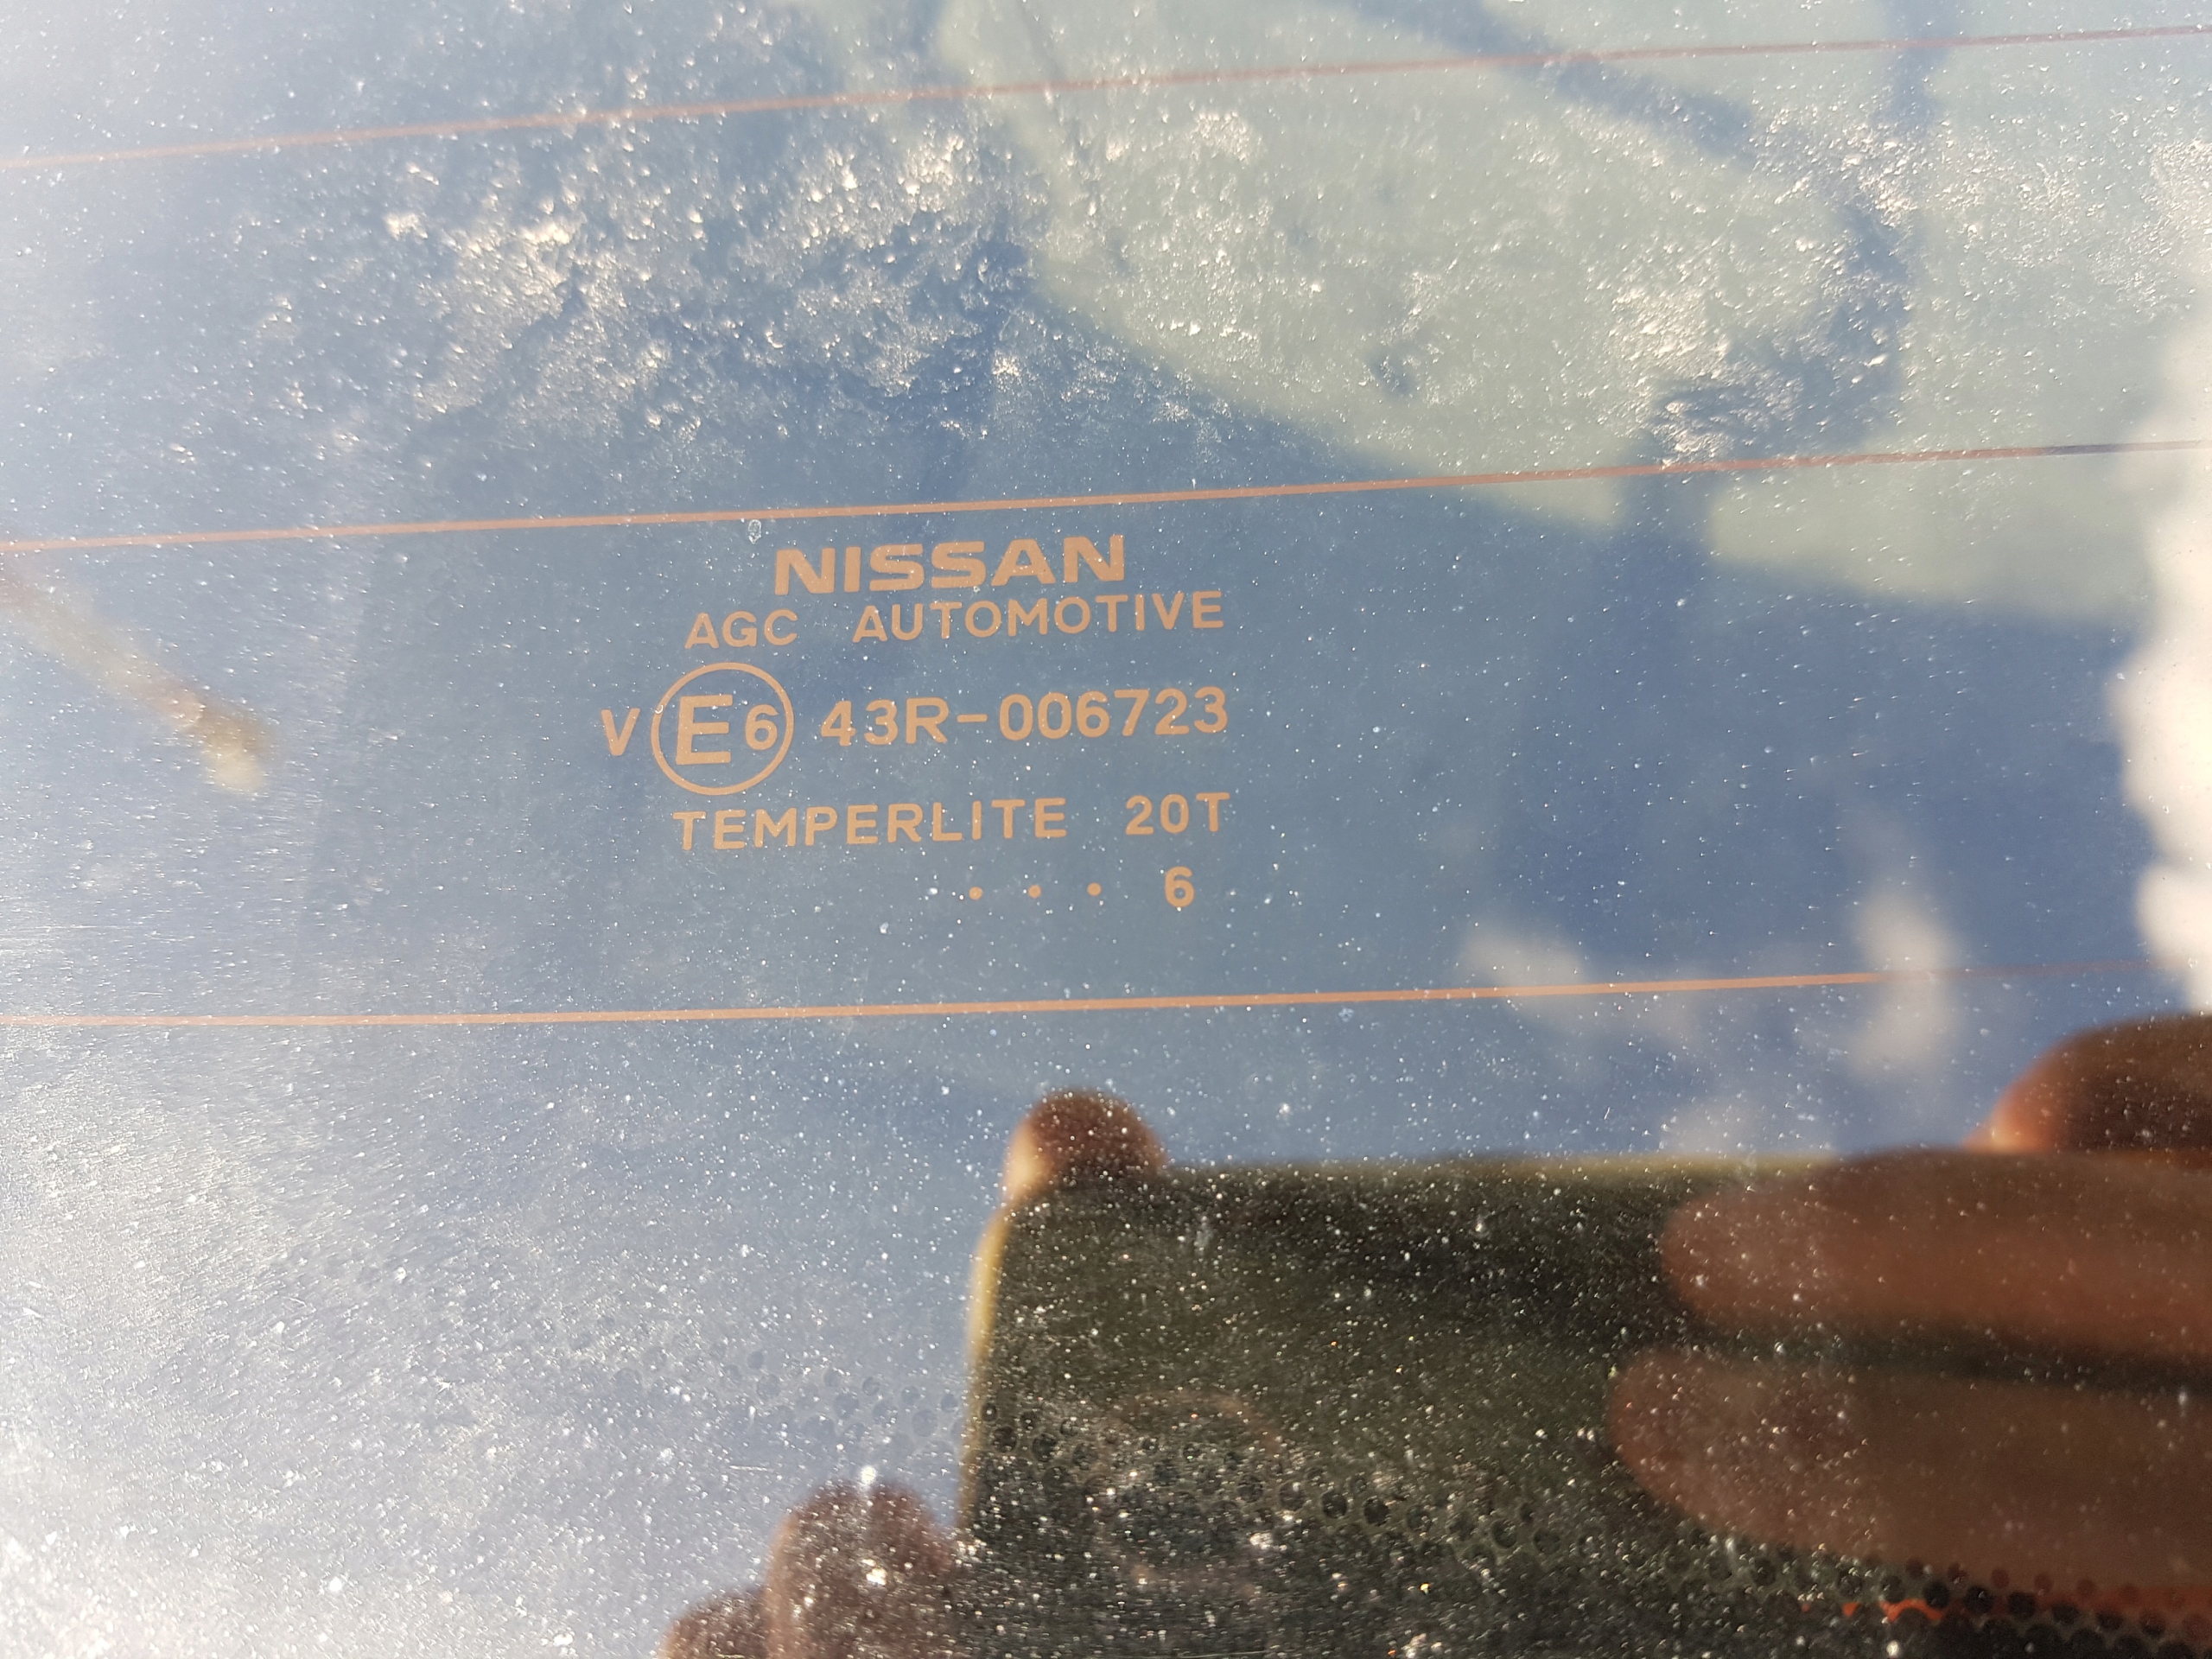 NISSAN
AGC AUTOMOTIVE
V E6 43R-006723
TEMPERLITE 20T
. . . 6